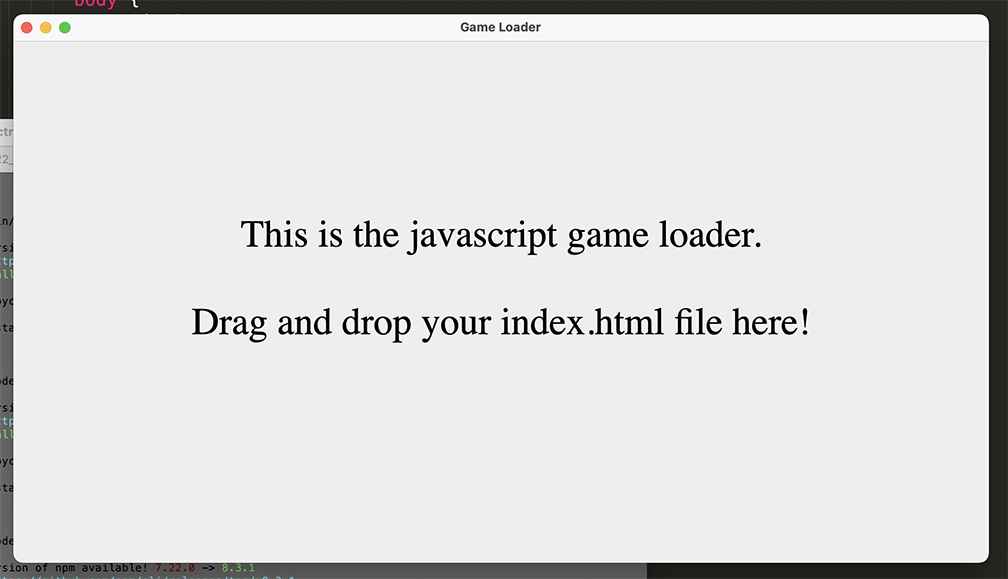 body {
Game Loader
This is the javascript game loader.
Drag and drop your index.html file here!
rsion of npm available! 7.22.0 -> 8.3.1